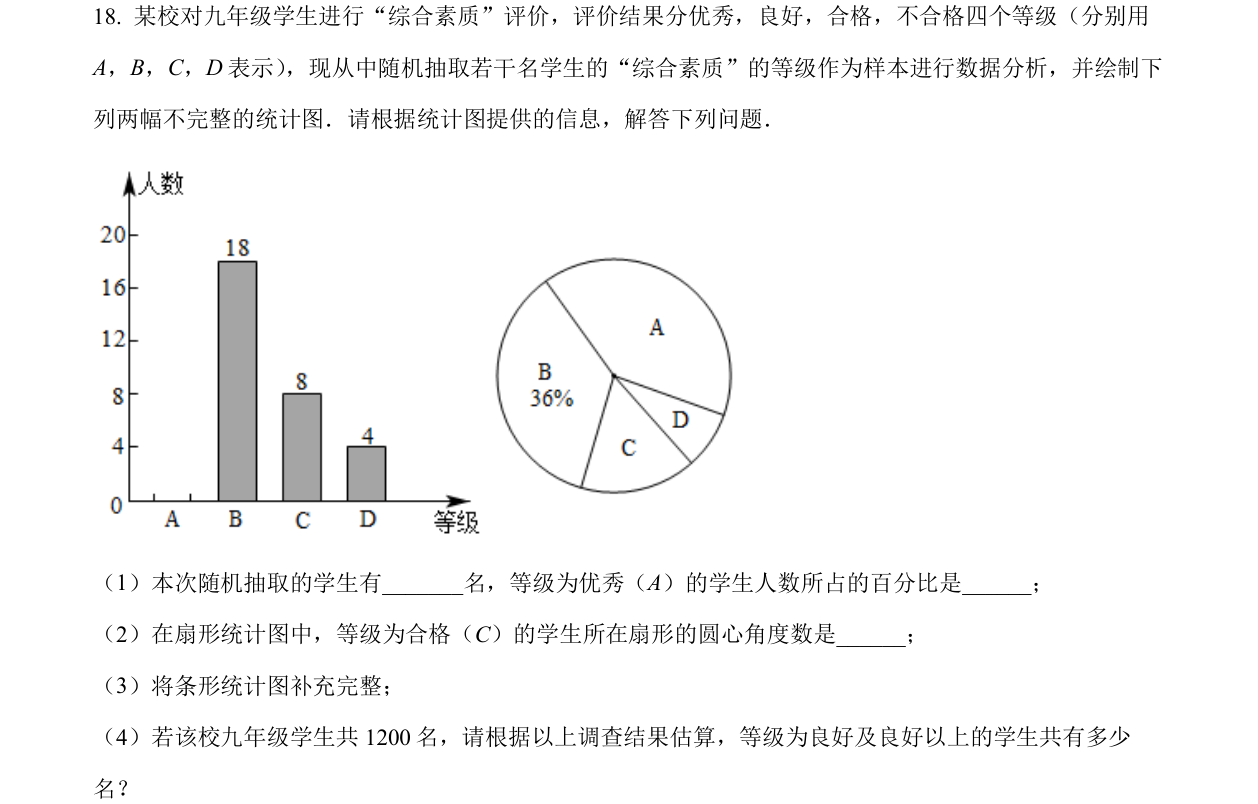 18. 某校对九年级学生进行“综合素质”评价，评价结果分优秀，良好，合格，不合格四个等级（分别用
A，B，C，D 表示），现从中随机抽取若干名学生的“综合素质”的等级作为样本进行数据分析，并绘制下
列两幅不完整的统计图．请根据统计图提供的信息，解答下列问题．
人数
20
16
12
8
4
0
18
8
4
A B C D
等级
A
B
36%
C
D
（1）本次随机抽取的学生有_______名，等级为优秀（A）的学生人数所占的百分比是______；
（2）在扇形统计图中，等级为合格（C）的学生所在扇形的圆心角度数是______；
（3）将条形统计图补充完整；
（4）若该校九年级学生共 1200 名，请根据以上调查结果估算，等级为良好及良好以上的学生共有多少
名？